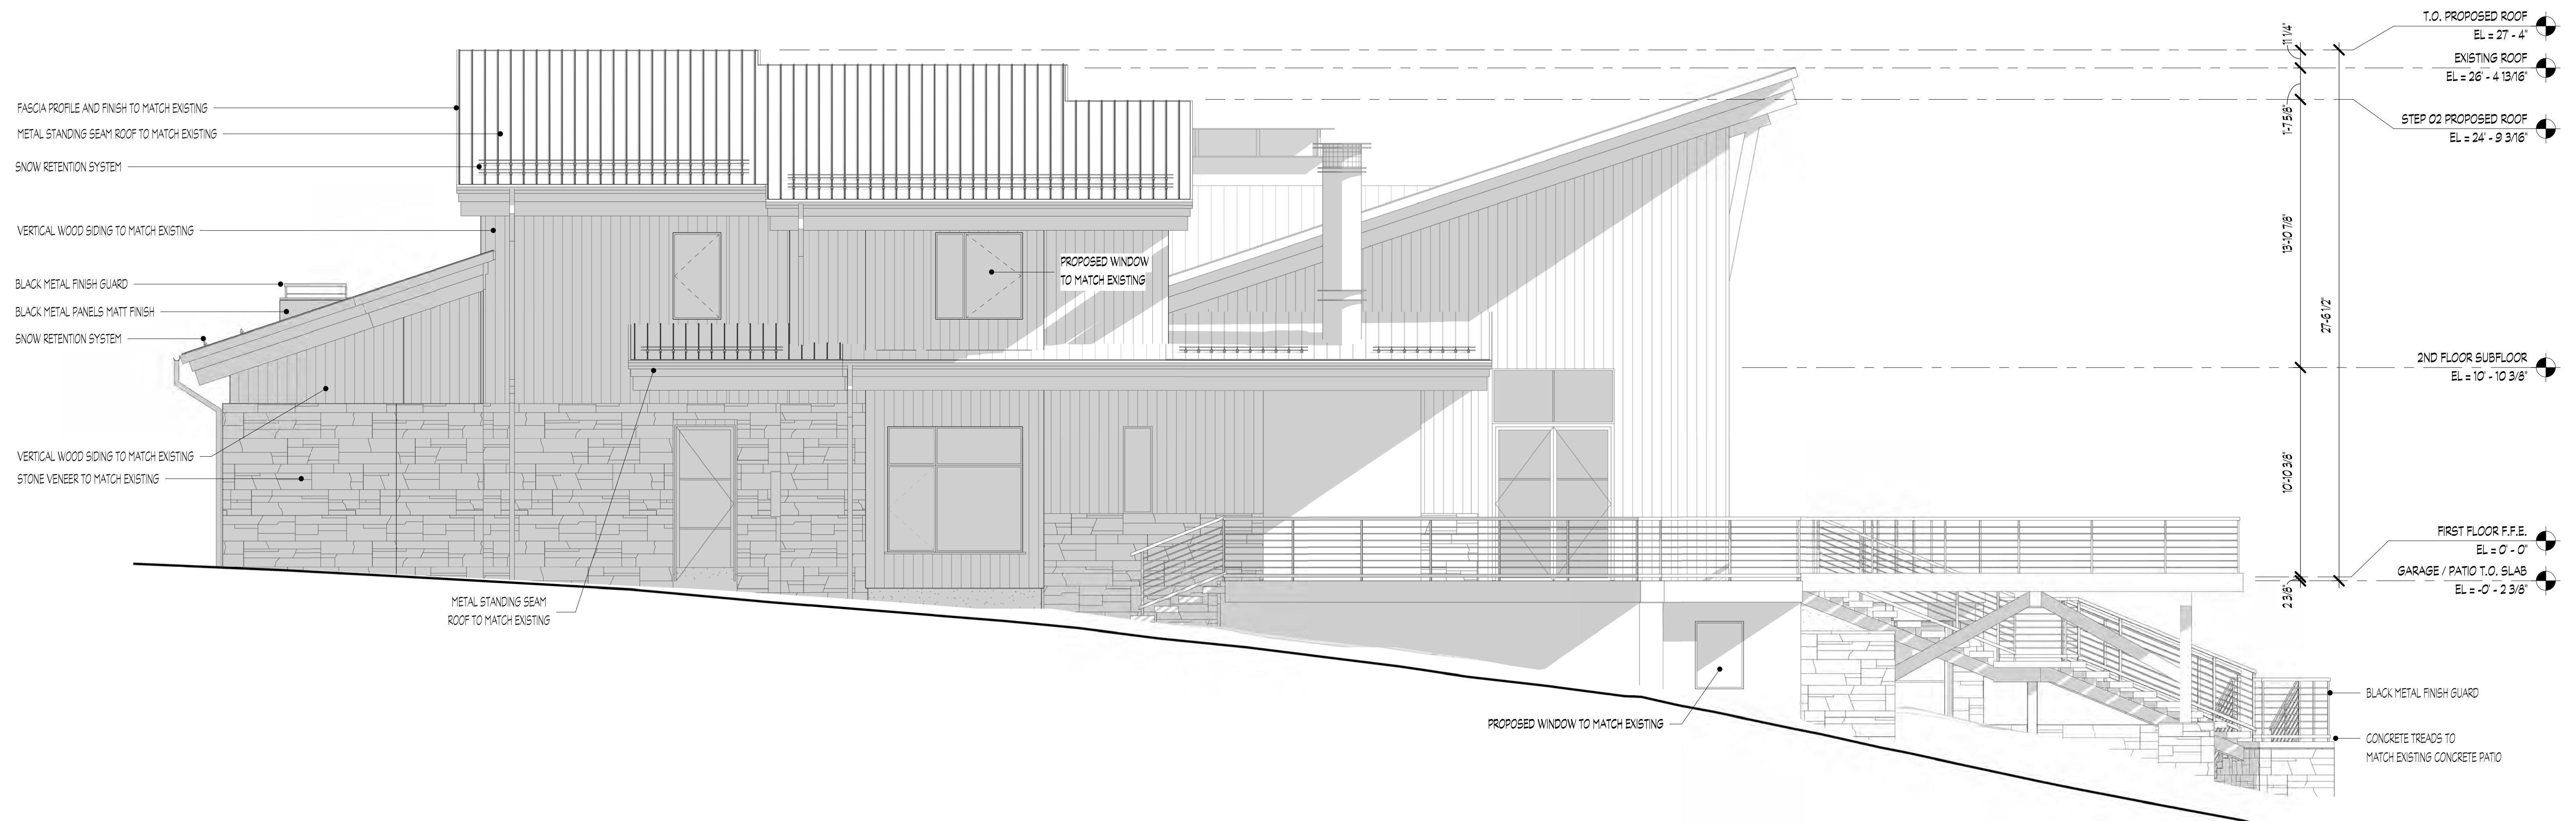 FASCIA PROFILE AND FINISH TO MATCH EXISTING
METAL STANDING SEAM ROOF TO MATCH EXISTING
SNOW RETENTION SYSTEM
VERTICAL WOOD SIDING TO MATCH EXISTING
BLACK METAL FINISH GUARD
BLACK METAL PANELS MATT FINISH
SNOW RETENTION SYSTEM
VERTICAL WOOD SIDING TO MATCH EXISTING
STONE VENEER TO MATCH EXISTING
METAL STANDING SEAM
ROOF TO MATCH EXISTING
PROPOSED WINDOW
TO MATCH EXISTING
PROPOSED WINDOW TO MATCH EXISTING
11 1/4"
1'-7 5/8"
13'-10 7/8"
10'-10 3/8"
2 3/8"
27'-6 1/2"
T.O. PROPOSED ROOF
EL = 27 - 4"
EXISTING ROOF
EL = 26' - 4 13/16"
STEP 02 PROPOSED ROOF
EL = 24' - 9 3/16"
2ND FLOOR SUBFLOOR
EL = 10' - 10 3/8"
FIRST FLOOR F.F.E.
EL = 0' - 0"
GARAGE / PATIO T.O. SLAB
EL = -0' - 2 3/8"
BLACK METAL FINISH GUARD
CONCRETE TREADS TO
MATCH EXISTING CONCRETE PATIO